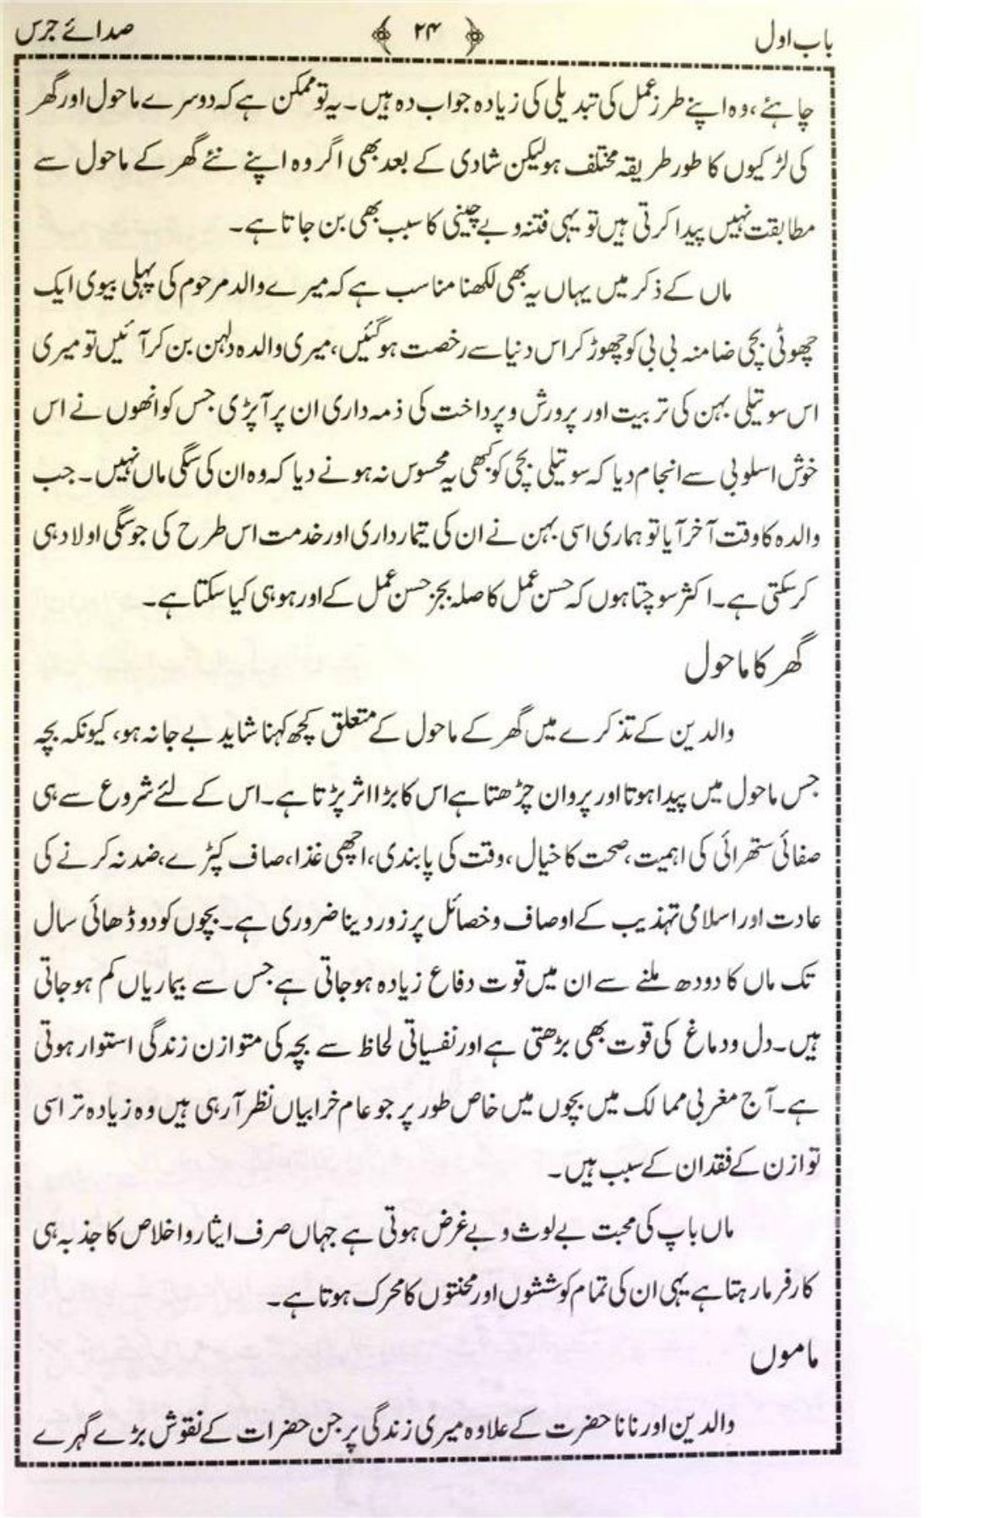 باب اول ﴿ ۲۴ ﴾ صدائے جرس
چاہئے، وہ اپنے طرز عمل کی تبدیلی کی زیادہ جواب دہ ہیں۔ یہ تو ممکن ہے کہ دوسرے ماحول اور گھر
کی لڑکیوں کا طور طریقہ مختلف ہو لیکن شادی کے بعد بھی اگر وہ اپنے نئے گھر کے ماحول سے
مطابقت نہیں پیدا کرتی ہیں تو یہی فتنہ و بے چینی کا سبب بھی بن جاتا ہے۔
ماں کے ذکر میں یہاں یہ بھی لکھنا مناسب ہے کہ میرے والد مرحوم کی پہلی بیوی ایک
چھوٹی بچی ضامنہ بی بی کو چھوڑ کر اس دنیا سے رخصت ہو گئیں، میری والدہ دلہن بن کر آئیں تو میری
اس سوتیلی بہن کی تربیت اور پرورش و پرداخت کی ذمہ داری ان پر آپڑی جس کو انھوں نے اس
خوش اسلوبی سے انجام دیا کہ سوتیلی بچی کو کبھی یہ محسوس نہ ہونے دیا کہ وہ ان کی سگی ماں نہیں۔ جب
والدہ کا وقت آخر آیا تو ہماری اسی بہن نے ان کی تیمارداری اور خدمت اس طرح کی جو سگی اولاد ہی
کر سکتی ہے۔ اکثر سوچتا ہوں کہ حسن عمل کا صلہ بجز حسن عمل کے اور ہو ہی کیا سکتا ہے۔
گھر کا ماحول
والدین کے تذکرے میں گھر کے ماحول کے متعلق کچھ کہنا شاید بے جا نہ ہو، کیونکہ بچہ
جس ماحول میں پیدا ہوتا اور پروان چڑھتا ہے اس کا بڑا اثر پڑتا ہے۔ اس کے لئے شروع سے ہی
صفائی ستھرائی کی اہمیت، صحت کا خیال، وقت کی پابندی، اچھی غذا، صاف کپڑے، ضد نہ کرنے کی
عادت اور اسلامی تہذیب کے اوصاف و خصائل پر زور دینا ضروری ہے۔ بچوں کو دو ڈھائی سال
تک ماں کا دودھ ملنے سے ان میں قوت دفاع زیادہ ہو جاتی ہے جس سے بیماریاں کم ہو جاتی
ہیں۔ دل و دماغ کی قوت بھی بڑھتی ہے اور نفسیاتی لحاظ سے بچہ کی متوازن زندگی استوار ہوتی
ہے۔ آج مغربی ممالک میں بچوں میں خاص طور پر جو عام خرابیاں نظر آ رہی ہیں وہ زیادہ تر اسی
توازن کے فقدان کے سبب ہیں۔
ماں باپ کی محبت بے لوث و بے غرض ہوتی ہے جہاں صرف ایثار و اخلاص کا جذبہ ہی
کارفرما رہتا ہے یہی ان کی تمام کوششوں اور محنتوں کا محرک ہوتا ہے۔
ماموں
والدین اور نانا حضرت کے علاوہ میری زندگی پر جن حضرات کے نقوش بڑے گہرے